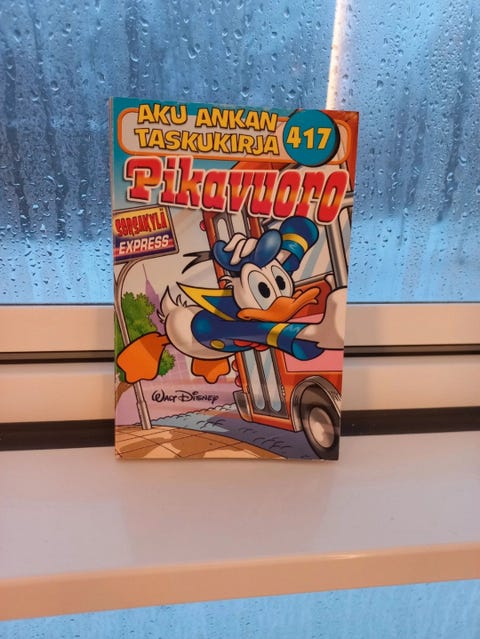 AKU ANKAN
TASKUKIRJA
417
Pikavuoro
SORSAKYLÄ
EXPRESS
WALT DISNEY